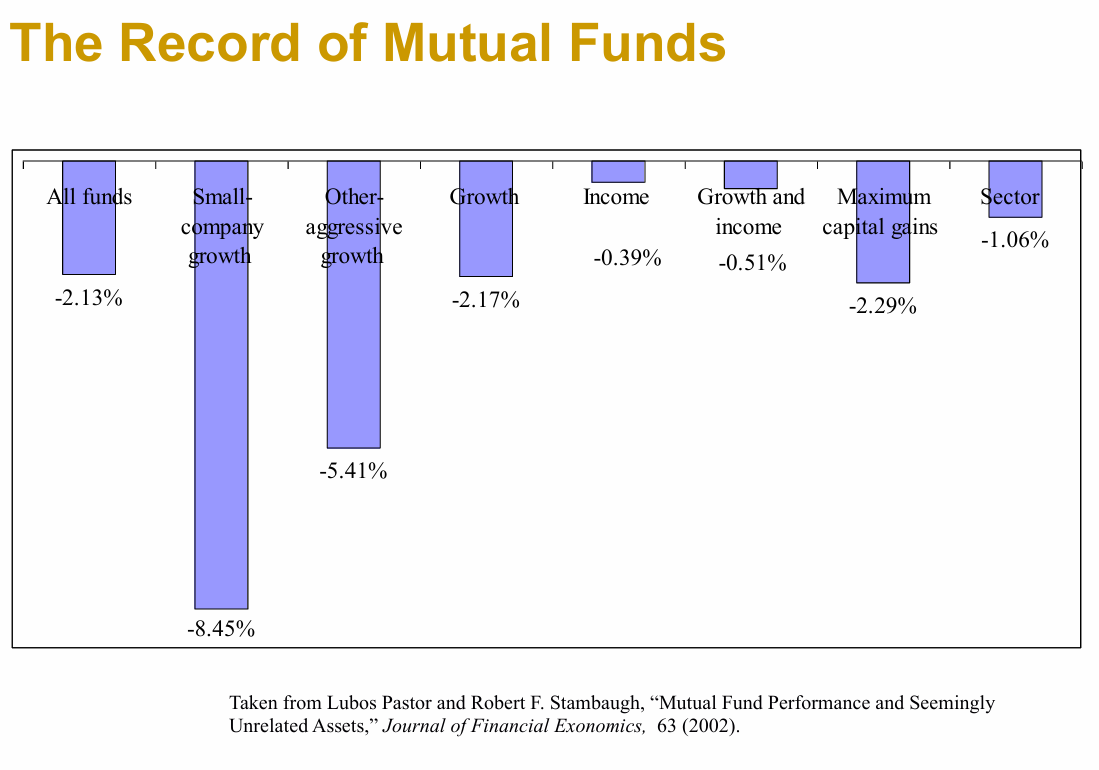 The Record of Mutual Funds
All funds
Small-
company
growth
Other-
aggressive
growth
Growth
Income
Growth and
income
Maximum
capital gains
Sector
-2.13%
-8.45%
-5.41%
-2.17%
-0.39%
-0.51%
-2.29%
-1.06%
Taken from Lubos Pastor and Robert F. Stambaugh, “Mutual Fund Performance and Seemingly
Unrelated Assets,” Journal of Financial Exonomics, 63 (2002).